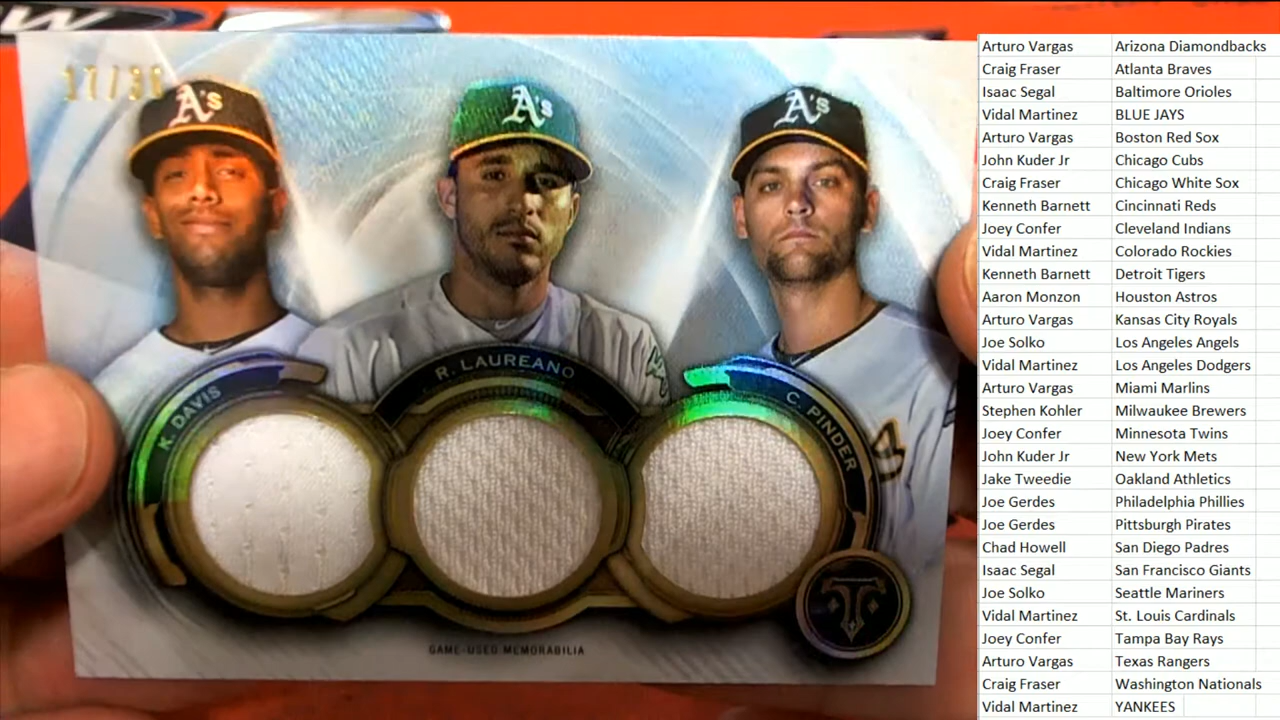 17/36
A's A's A's
K. DAVIS
R. LAUREANO
C. PINDER
T
GAME-USED MEMORABILIA
Arturo Vargas Arizona Diamondbacks
Craig Fraser Atlanta Braves
Isaac Segal Baltimore Orioles
Vidal Martinez BLUE JAYS
Arturo Vargas Boston Red Sox
John Kuder Jr Chicago Cubs
Craig Fraser Chicago White Sox
Kenneth Barnett Cincinnati Reds
Joey Confer Cleveland Indians
Vidal Martinez Colorado Rockies
Kenneth Barnett Detroit Tigers
Aaron Monzon Houston Astros
Arturo Vargas Kansas City Royals
Joe Solko Los Angeles Angels
Vidal Martinez Los Angeles Dodgers
Arturo Vargas Miami Marlins
Stephen Kohler Milwaukee Brewers
Joey Confer Minnesota Twins
John Kuder Jr New York Mets
Jake Tweedie Oakland Athletics
Joe Gerdes Philadelphia Phillies
Joe Gerdes Pittsburgh Pirates
Chad Howell San Diego Padres
Isaac Segal San Francisco Giants
Joe Solko Seattle Mariners
Vidal Martinez St. Louis Cardinals
Joey Confer Tampa Bay Rays
Arturo Vargas Texas Rangers
Craig Fraser Washington Nationals
Vidal Martinez YANKEES